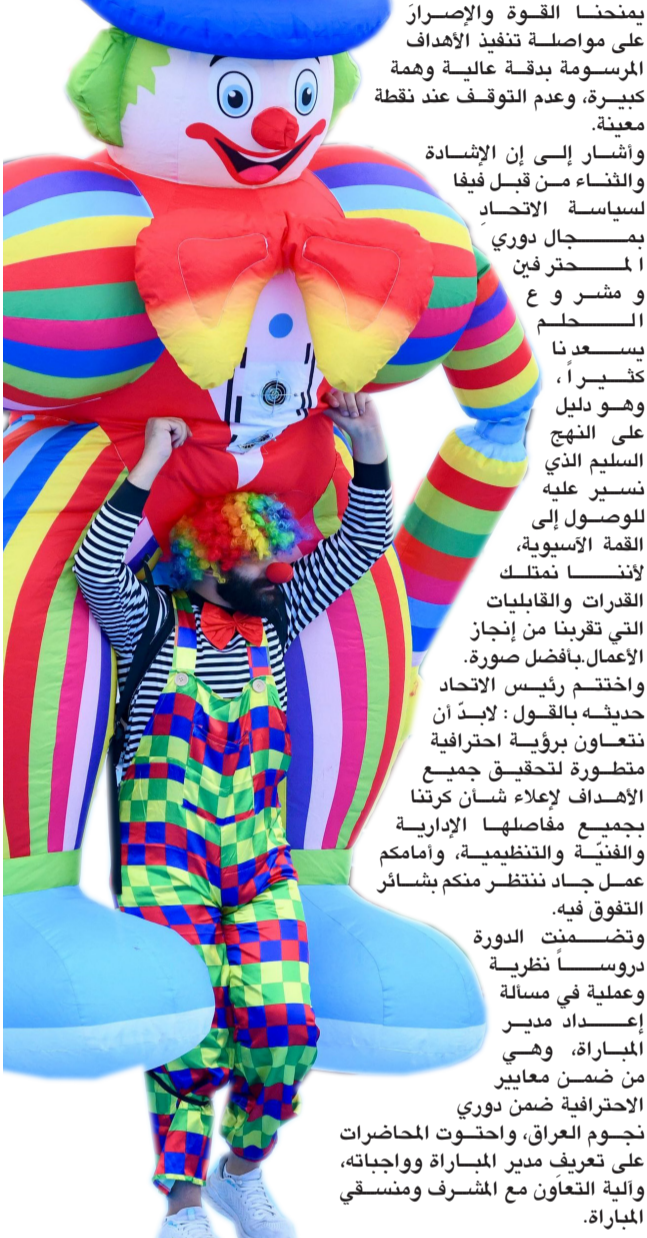 يمنحنا القوة والإصرارَ
على مواصلة تنفيذ الأهداف
المرسومة بدقة عالية وهمة
كبيرة، وعدم التوقف عند نقطة
معينة.
وأشار إلى إن الإشادة
والثناء من قبل فيفا
لسياسة الاتحادِ
بمجال دوري
المحترفين
و مشروع
الحلم
يسعدنا
كثيراً،
وهو دليل
على النهج
السليم الذي
نسير عليه
للوصول إلى
القمة الآسيوية،
لأننا نمتلك
القدرات والقابليات
التي تقربنا من إنجاز
الأعمال.بأفضل صورة.
واختتم رئيس الاتحاد
حديثه بالقول: لابدّ أن
نتعاون برؤية احترافية
متطورة لتحقيق جميع
الأهداف لإعلاء شأن كرتنا
بجميع مفاصلها الإدارية
والفنيّة والتنظيمية، وأمامكم
عمل جاد ننتظر منكم بشائر
التفوق فيه.
وتضمنت الدورة
دروساً نظرية
وعملية في مسألة
إعداد مدير
المباراة، وهي
من ضمن معايير
الاحترافية ضمن دوري
نجوم العراق، واحتوت المحاضرات
على تعريف مدير المباراة وواجباته،
وآلية التعاون مع المشرف ومنسقي
المباراة.